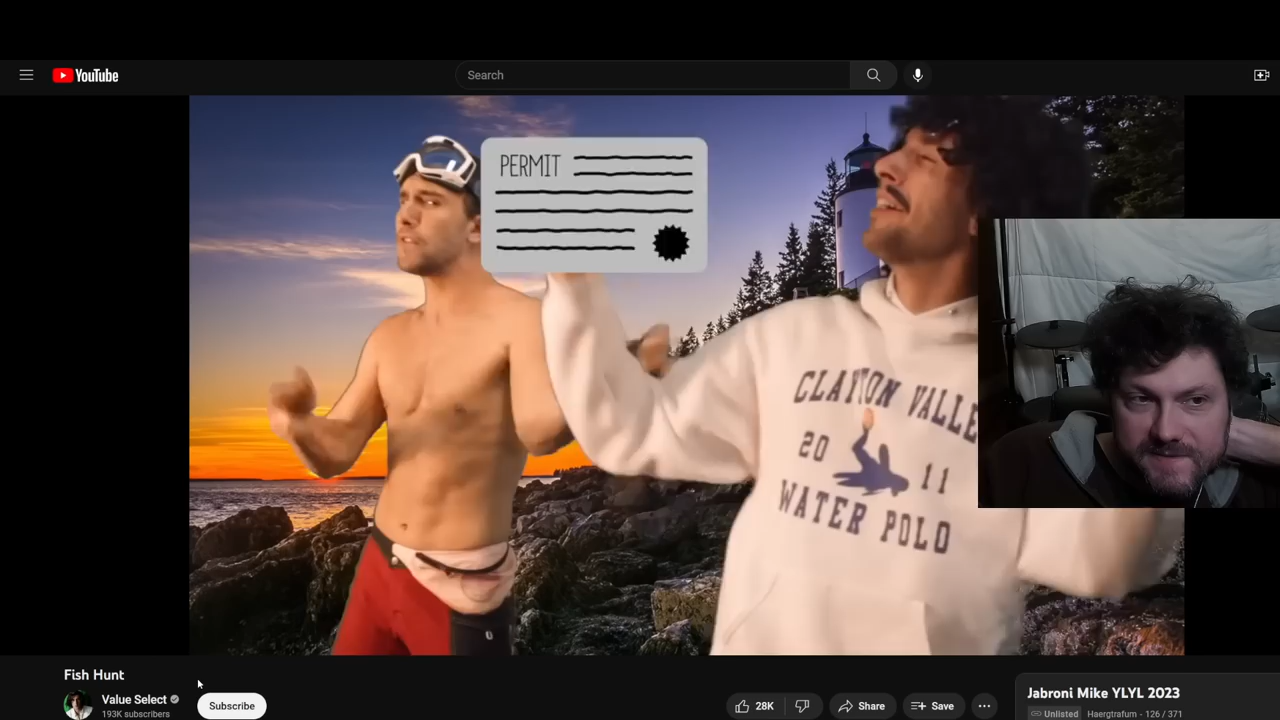 YouTube
Search
PERMIT
CLAYTON VALLE
20 11
WATER POLO
Fish Hunt
Value Select
193K subscribers
Subscribe
28K
Share
Save
Jabroni Mike YLYL 2023
Unlisted
Haergtrafum - 126 / 371